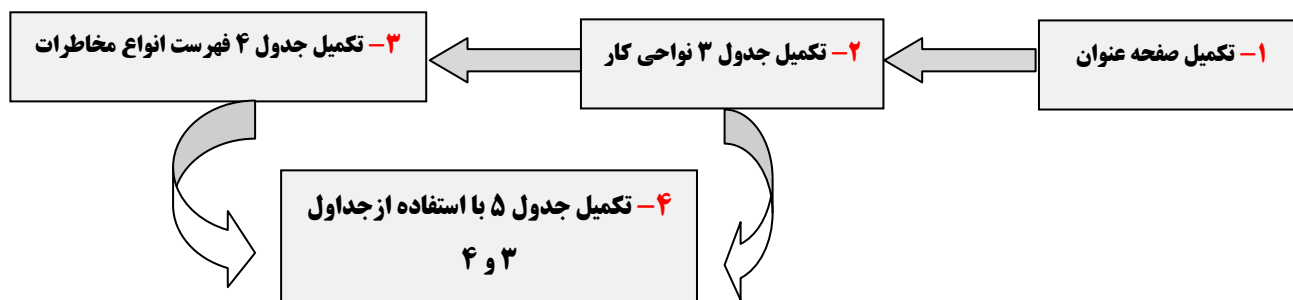 ۱– تکمیل صفحه عنوان
۲– تکمیل جدول ۳ نواحی کار
۳– تکمیل جدول ۴ فهرست انواع مخاطرات
۴– تکمیل جدول ۵ با استفاده ازجداول
۳ و ۴